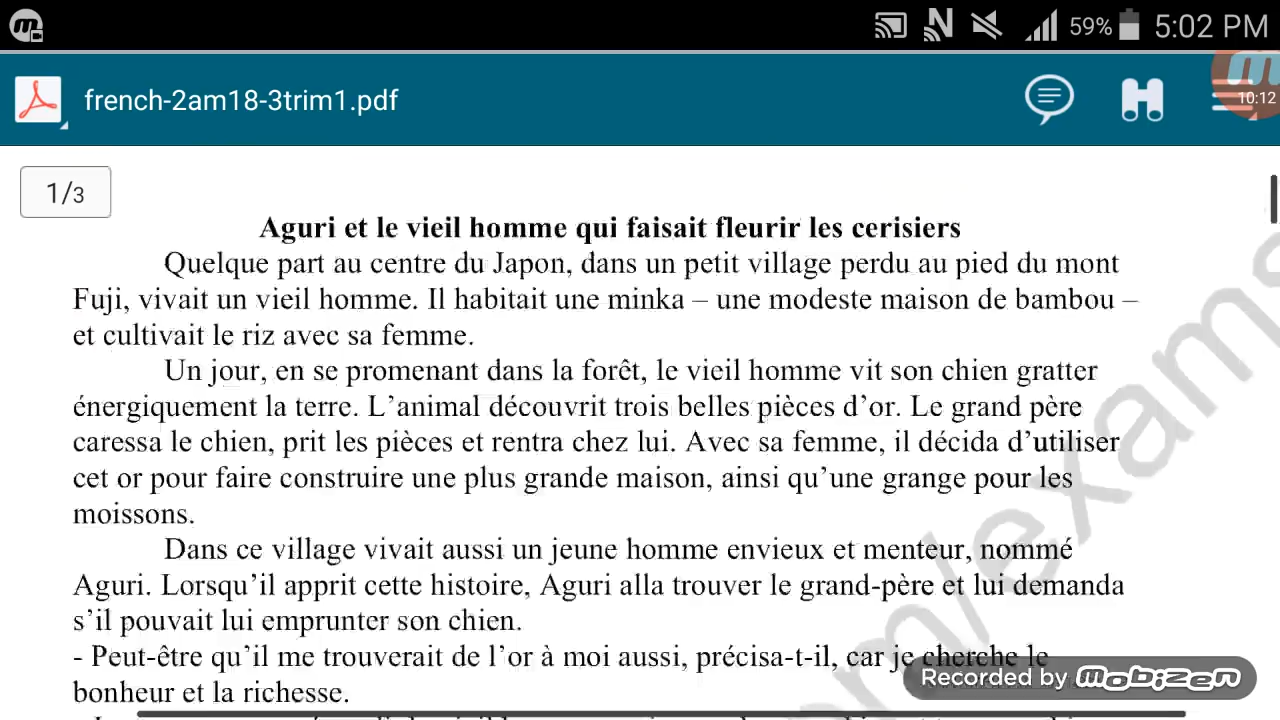 59% 5:02 PM
french-2am18-3trim1.pdf
10:12
1/3
Aguri et le vieil homme qui faisait fleurir les cerisiers
Quelque part au centre du Japon, dans un petit village perdu au pied du mont
Fuji, vivait un vieil homme. Il habitait une minka – une modeste maison de bambou –
et cultivait le riz avec sa femme.
Un jour, en se promenant dans la forêt, le vieil homme vit son chien gratter
énergiquement la terre. L’animal découvrit trois belles pièces d’or. Le grand père
caressa le chien, prit les pièces et rentra chez lui. Avec sa femme, il décida d’utiliser
cet or pour faire construire une plus grande maison, ainsi qu’une grange pour les
moissons.
Dans ce village vivait aussi un jeune homme envieux et menteur, nommé
Aguri. Lorsqu’il apprit cette histoire, Aguri alla trouver le grand-père et lui demanda
s’il pouvait lui emprunter son chien.
- Peut-être qu’il me trouverait de l’or à moi aussi, précisa-t-il, car je cherche le
bonheur et la richesse.
Recorded by mobizen
om/exams